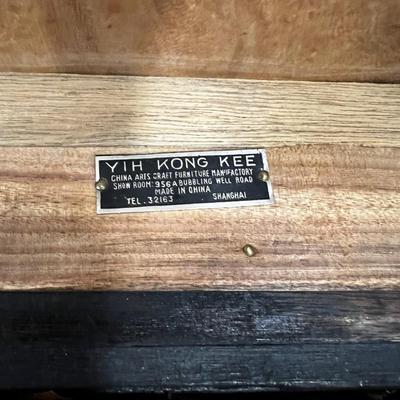 YIH KONG KEE
CHINA ARTS CRAFT FURNITURE MANIFACTORY
SHOW ROOM: 956A BUBBLING WELL ROAD
MADE IN CHINA
TEL. 32163 SHANGHAI